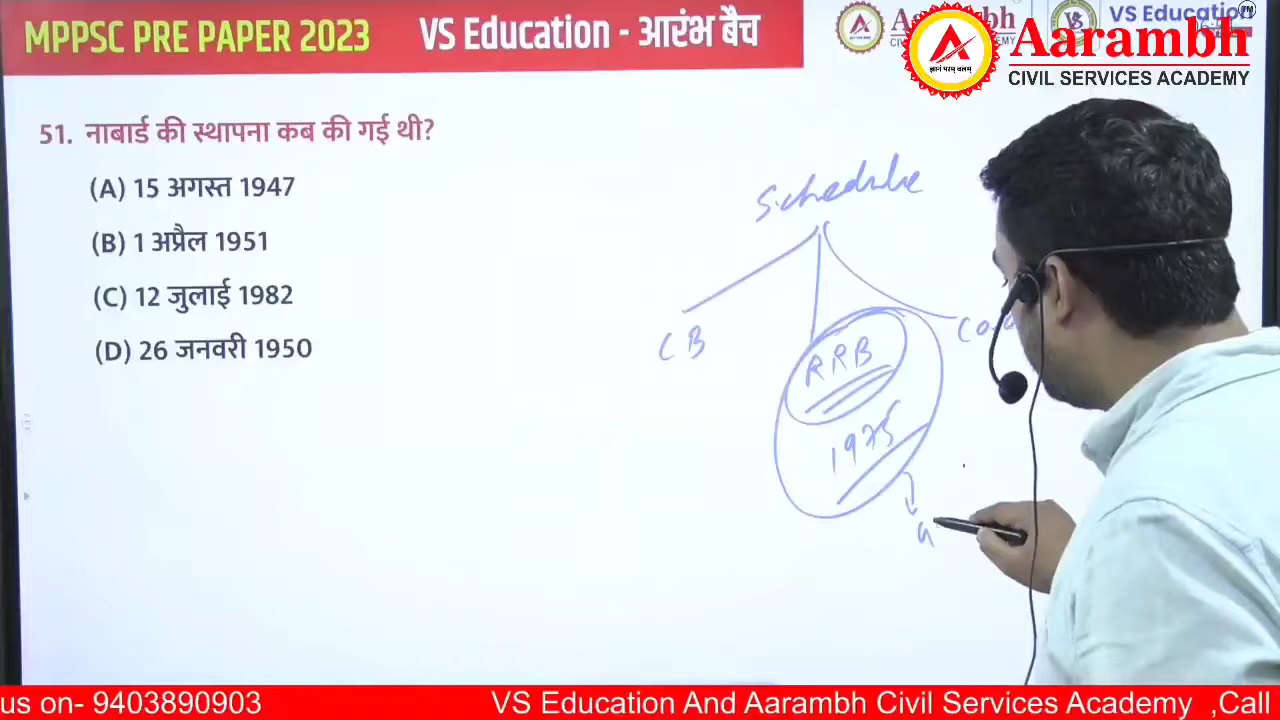 MPPSC PRE PAPER 2023 VS Education - आरंभ बैच
VS Education
Aarambh
ज्ञानं परमं बलम्
CIVIL SERVICES ACADEMY
51. नाबार्ड की स्थापना कब की गई थी?
(A) 15 अगस्त 1947
(B) 1 अप्रैल 1951
(C) 12 जुलाई 1982
(D) 26 जनवरी 1950
Schedule
CB
RRB
1975
us on- 9403890903 VS Education And Aarambh Civil Services Academy ,Call